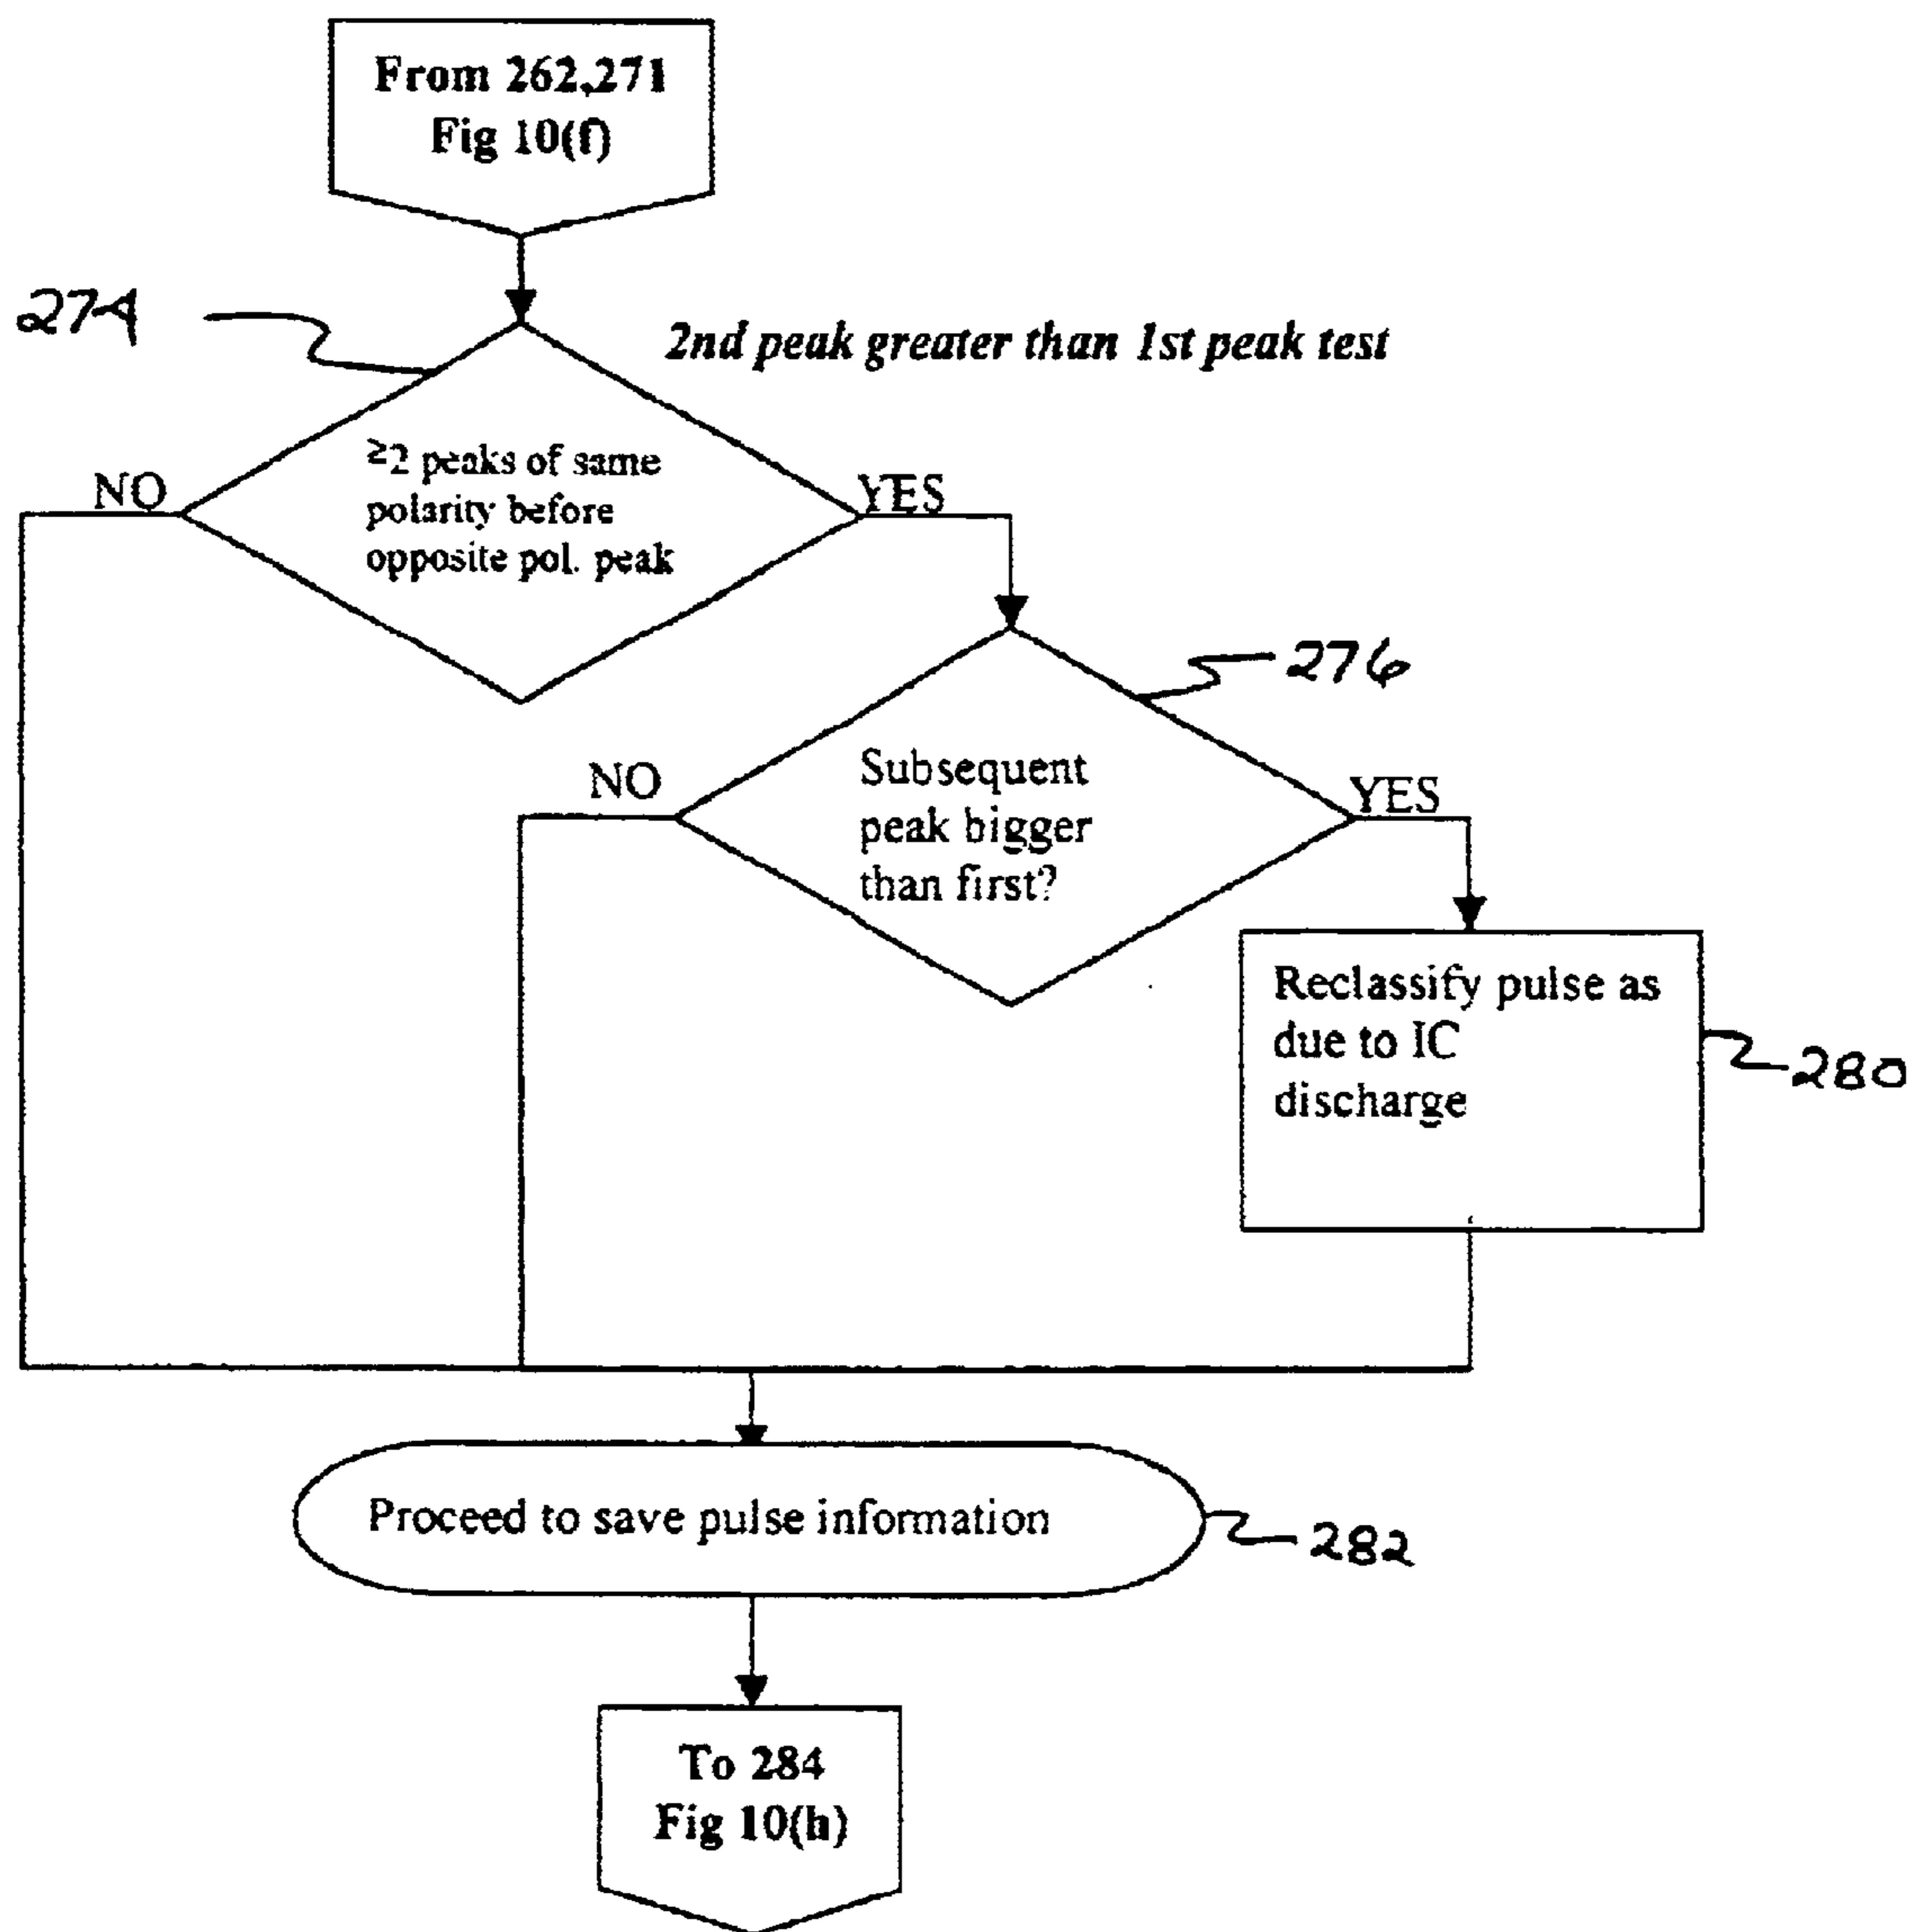 From 262,271
Fig 10(f)
274
2nd peak greater than 1st peak test
≥2 peaks of same
polarity before
opposite pol. peak
NO
YES
276
Subsequent
peak bigger
than first?
NO
YES
Reclassify pulse as
due to IC
discharge
280
Proceed to save pulse information
282
To 284
Fig 10(h)